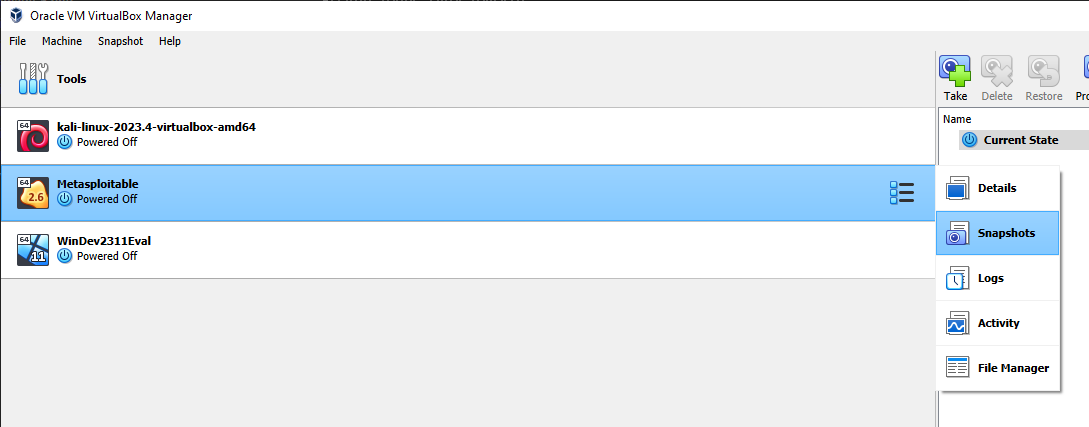 Oracle VM VirtualBox Manager
File Machine Snapshot Help
Tools
Take Delete Restore
Name
Current State
64
kali-linux-2023.4-virtualbox-amd64
Powered Off
64
2.6
Metasploitable
Powered Off
64
11
WinDev2311Eval
Powered Off
Details
Snapshots
Logs
Activity
File Manager